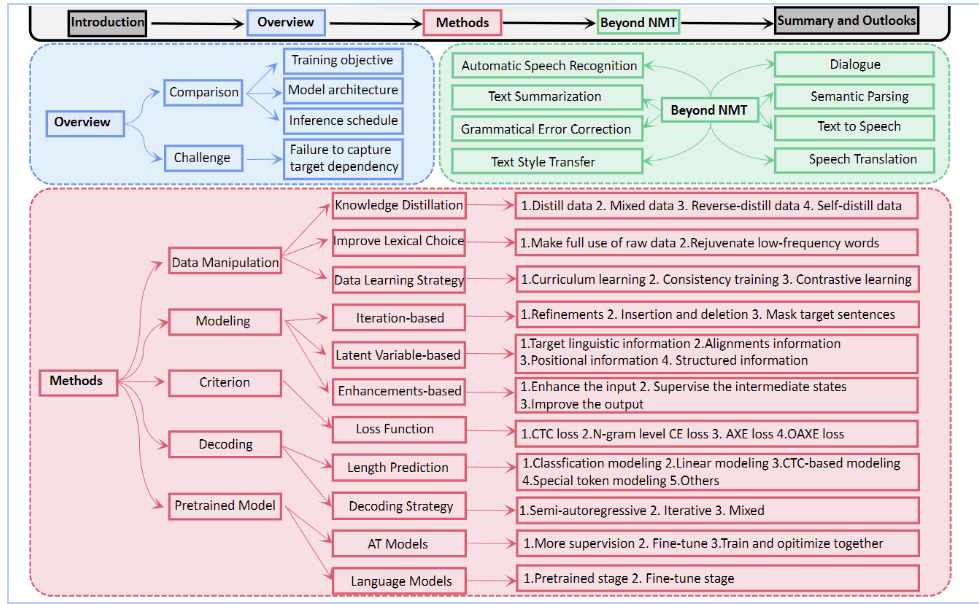 Introduction
Overview
Methods
Beyond NMT
Summary and Outlooks
Overview
Comparison
Challenge
Training objective
Model architecture
Inference schedule
Failure to capture
target dependency
Automatic Speech Recognition
Text Summarization
Grammatical Error Correction
Text Style Transfer
Beyond NMT
Dialogue
Semantic Parsing
Text to Speech
Speech Translation
Methods
Data Manipulation
Modeling
Criterion
Decoding
Pretrained Model
Knowledge Distillation
1.Distill data 2. Mixed data 3. Reverse-distill data 4. Self-distill data
Improve Lexical Choice
1.Make full use of raw data 2.Rejuvenate low-frequency words
Data Learning Strategy
1.Curriculum learning 2. Consistency training 3. Contrastive learning
Iteration-based
1.Refinements 2. Insertion and deletion 3. Mask target sentences
Latent Variable-based
1.Target linguistic information 2.Alignments information
3.Positional information 4. Structured information
Enhancements-based
1.Enhance the input 2. Supervise the intermediate states
3.Improve the output
Loss Function
1.CTC loss 2.N-gram level CE loss 3. AXE loss 4.OAXE loss
Length Prediction
1.Classfication modeling 2.Linear modeling 3.CTC-based modeling
4.Special token modeling 5.Others
Decoding Strategy
1.Semi-autoregressive 2. Iterative 3. Mixed
AT Models
1.More supervision 2. Fine-tune 3.Train and opitimize together
Language Models
1.Pretrained stage 2. Fine-tune stage